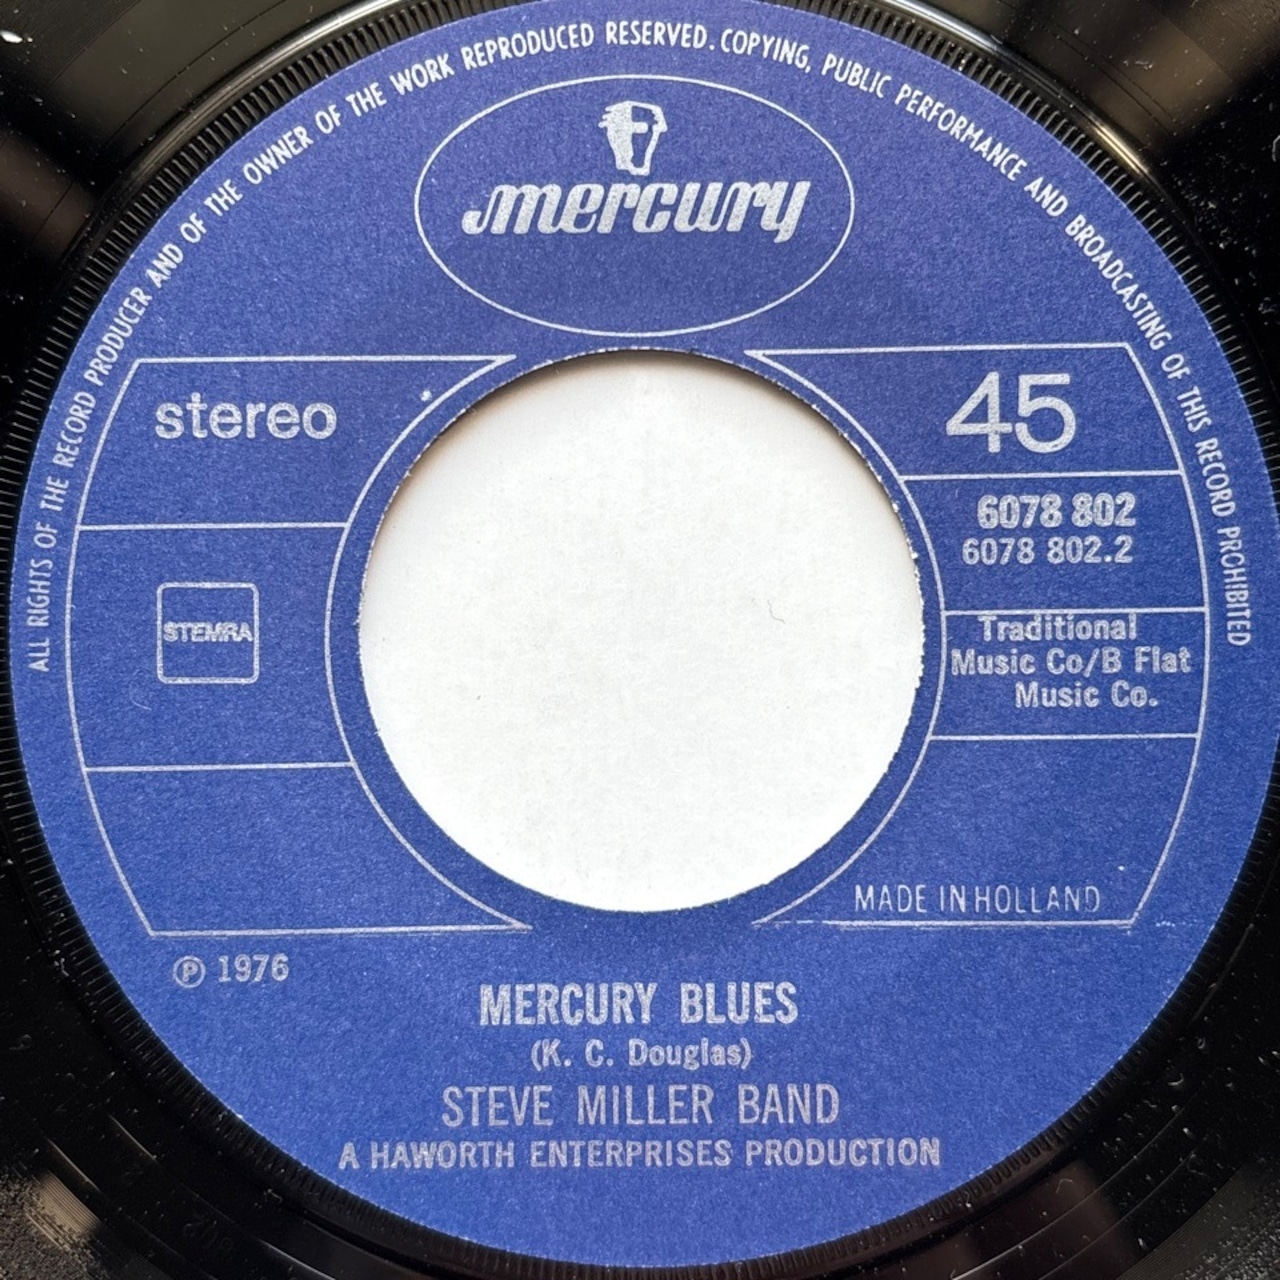 ALL RIGHTS OF THE RECORD PRODUCER AND OF THE OWNER OF THE WORK REPRODUCED RESERVED. COPYING, PUBLIC PERFORMANCE AND BROADCASTING OF THIS RECORD PROHIBITED
mercury
stereo
45
6078 802
6078 802.2
STEMRA
Traditional
Music Co/B Flat
Music Co.
MADE IN HOLLAND
℗ 1976
MERCURY BLUES
(K. C. Douglas)
STEVE MILLER BAND
A HAWORTH ENTERPRISES PRODUCTION